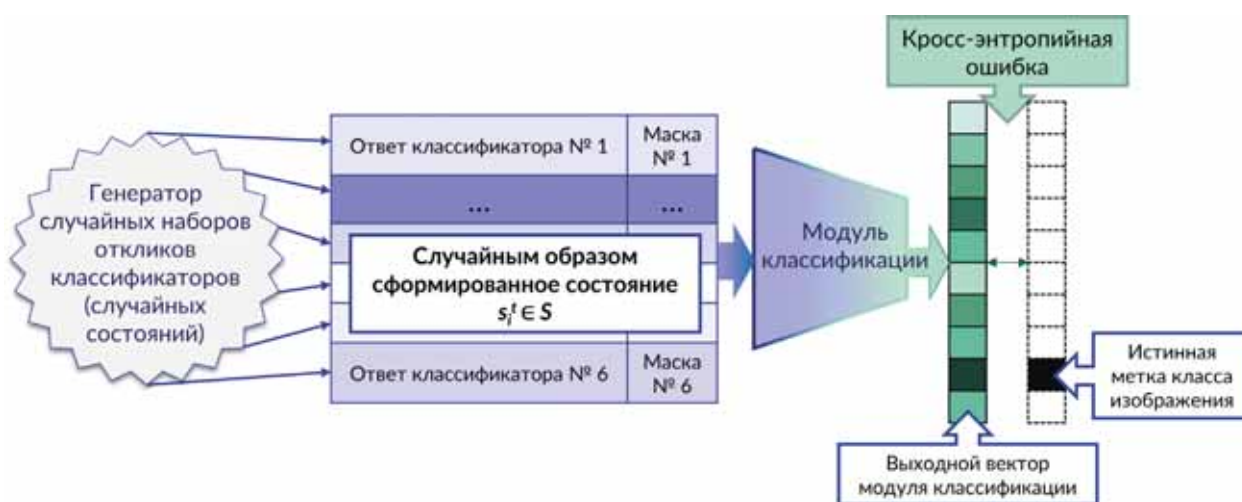 Кросс-энтропийная
ошибка
Генератор
случайных наборов
откликов
классификаторов
(случайных
состояний)
Ответ классификатора № 1
Маска
№ 1
...
...
Случайным образом
сформированное состояние
sᵢᵗ ∈ S
Ответ классификатора № 6
Маска
№ 6
Модуль
классификации
Истинная
метка класса
изображения
Выходной вектор
модуля классификации